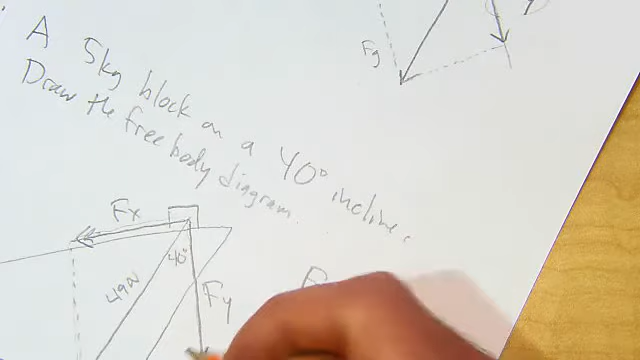 A 5kg block on a 40° incline.
Draw the free body diagram.
Fg
Fx
40°
49N
Fy